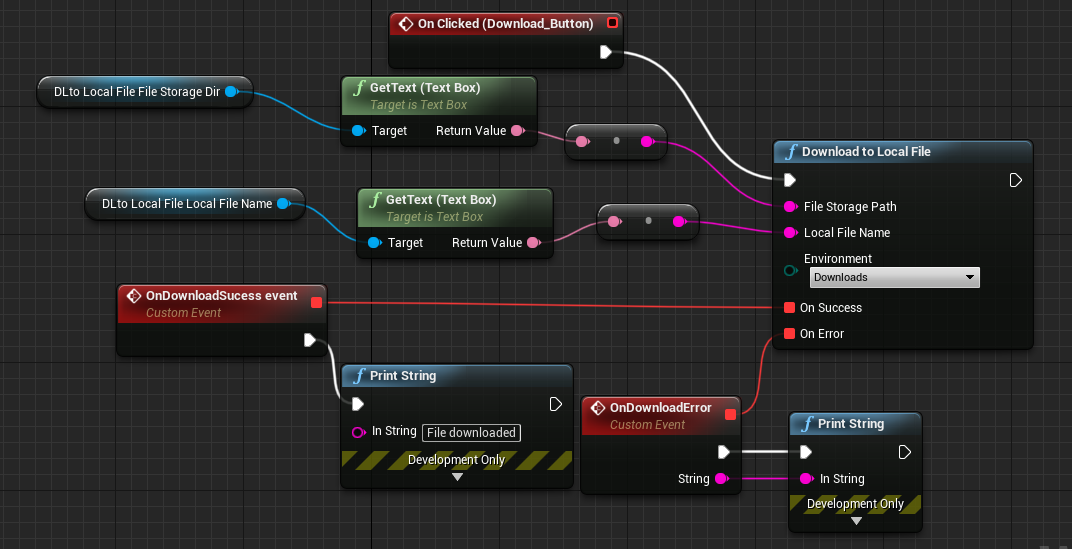 On Clicked (Download_Button)
DLto Local File File Storage Dir
GetText (Text Box)
Target is Text Box
Target
Return Value
Download to Local File
File Storage Path
Local File Name
Environment
Downloads
On Success
On Error
DLto Local File Local File Name
GetText (Text Box)
Target is Text Box
Target
Return Value
OnDownloadSucess event
Custom Event
Print String
In String
File downloaded
Development Only
OnDownloadError
Custom Event
String
Print String
In String
Development Only